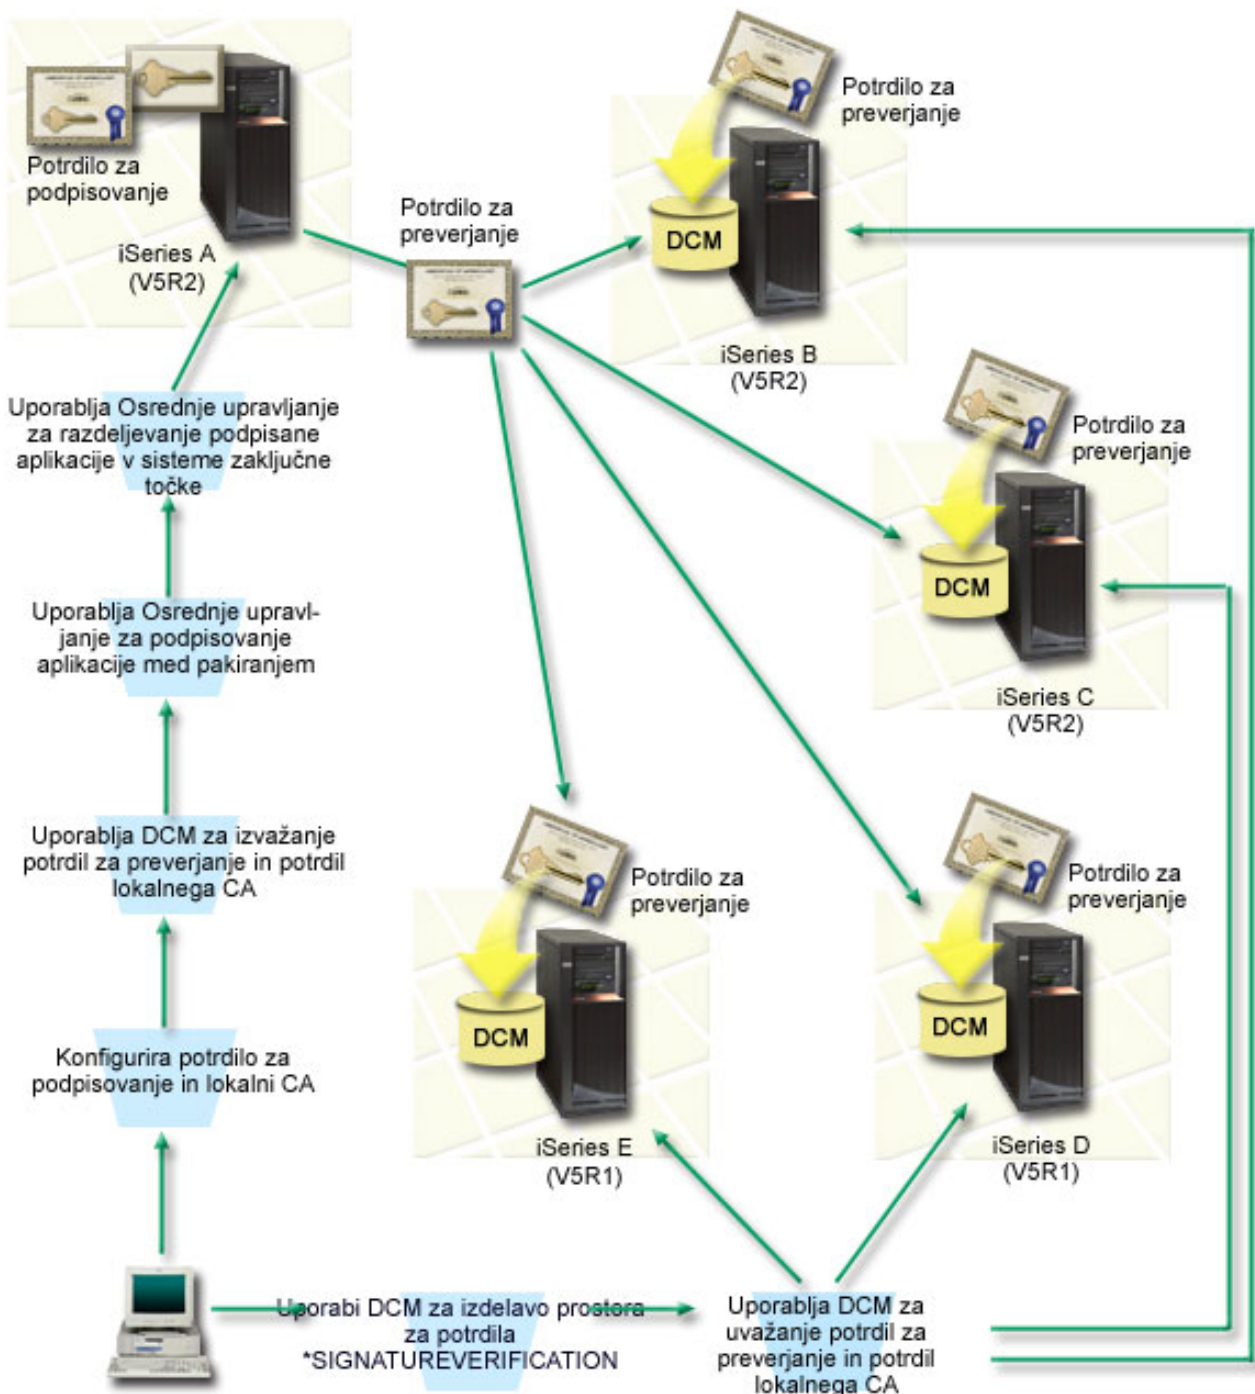 Potrdilo za
podpisovanje
iSeries A
(V5R2)
Potrdilo za
preverjanje
Potrdilo za
preverjanje
DCM
iSeries B
(V5R2)
Potrdilo za
preverjanje
DCM
iSeries C
(V5R2)
Uporablja Osrednje upravljanje
za razdeljevanje podpisane
aplikacije v sisteme zaključne
točke
Uporablja Osrednje upravl-
janje za podpisovanje
aplikacije med pakiranjem
Uporablja DCM za izvažanje
potrdil za preverjanje in potrdil
lokalnega CA
Konfigurira potrdilo za
podpisovanje in lokalni CA
Potrdilo za
preverjanje
DCM
iSeries E
(V5R1)
Potrdilo za
preverjanje
DCM
iSeries D
(V5R1)
Uporabi DCM za izdelavo prostora
za potrdila
*SIGNATUREVERIFICATION
Uporablja DCM za
uvažanje potrdil za
preverjanje in potrdil
lokalnega CA